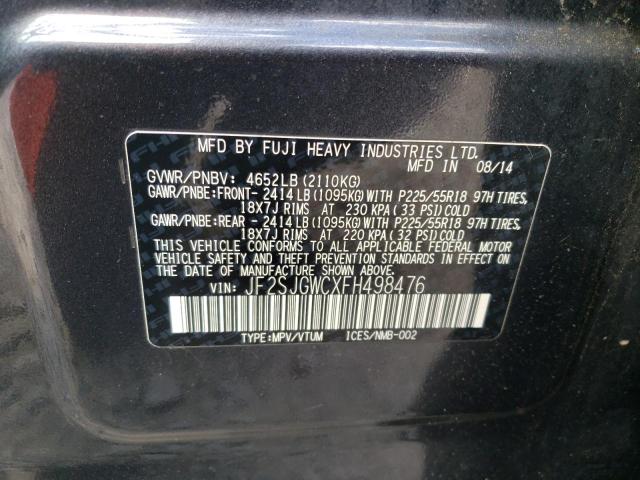 MFD BY FUJI HEAVY INDUSTRIES LTD.
MFD IN 08/14
GVWR/PNBV: 4652LB (2110KG)
GAWR/PNBE:FRONT- 2414 LB (1095KG) WITH P225/55R18 97H TIRES,
18X7J RIMS AT 230 KPA (33 PSI) COLD
GAWR/PNBE:REAR - 2414 LB (1095KG) WITH P225/55R18 97H TIRES,
18X7J RIMS AT 220 KPA (32 PSI) COLD
THIS VEHICLE CONFORMS TO ALL APPLICABLE FEDERAL MOTOR
VEHICLE SAFETY AND THEFT PREVENTION STANDARDS IN EFFECT
ON THE DATE OF MANUFACTURE SHOWN ABOVE.
VIN: JF2SJGWCXFH498476
TYPE:MPV/VTUM ICES/NMB-002